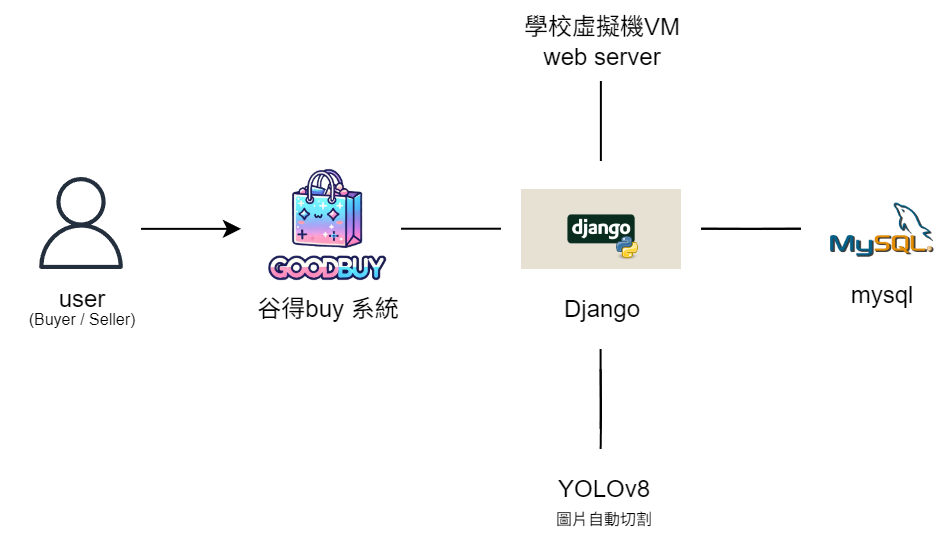 學校虛擬機VM
web server
django
MySQL
GOODBUY
user
(Buyer / Seller)
谷得buy 系統
Django
mysql
YOLOv8
圖片自動切割